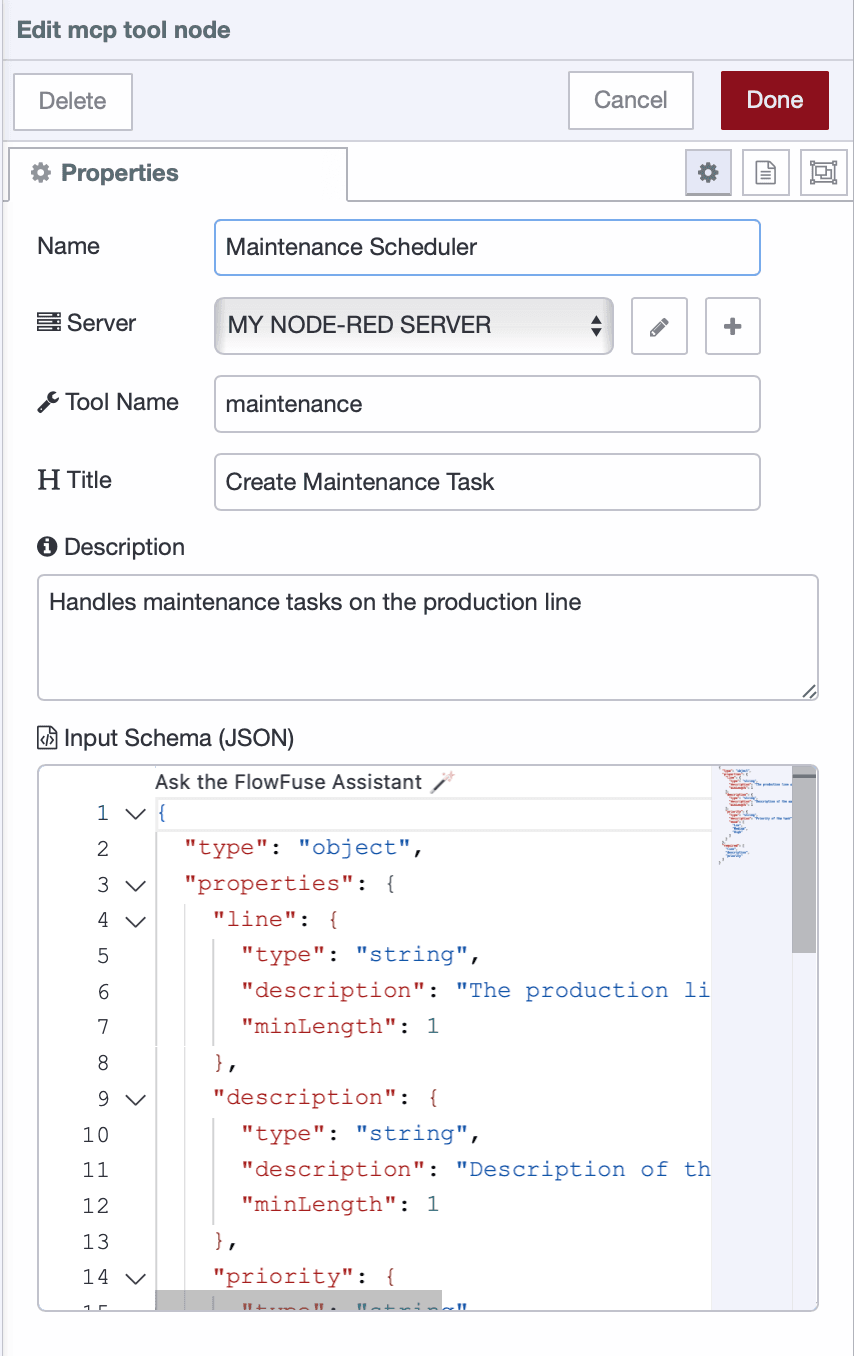 Edit mcp tool node
Delete
Cancel
Done
Properties
Name
Maintenance Scheduler
Server
MY NODE-RED SERVER
Tool Name
maintenance
Title
Create Maintenance Task
Description
Handles maintenance tasks on the production line
Input Schema (JSON)
Ask the FlowFuse Assistant
1 {
2 "type": "object",
3 "properties": {
4 "line": {
5 "type": "string",
6 "description": "The production li
7 "minLength": 1
8 },
9 "description": {
10 "type": "string",
11 "description": "Description of th
12 "minLength": 1
13 },
14 "priority": {
15 "type": "string"